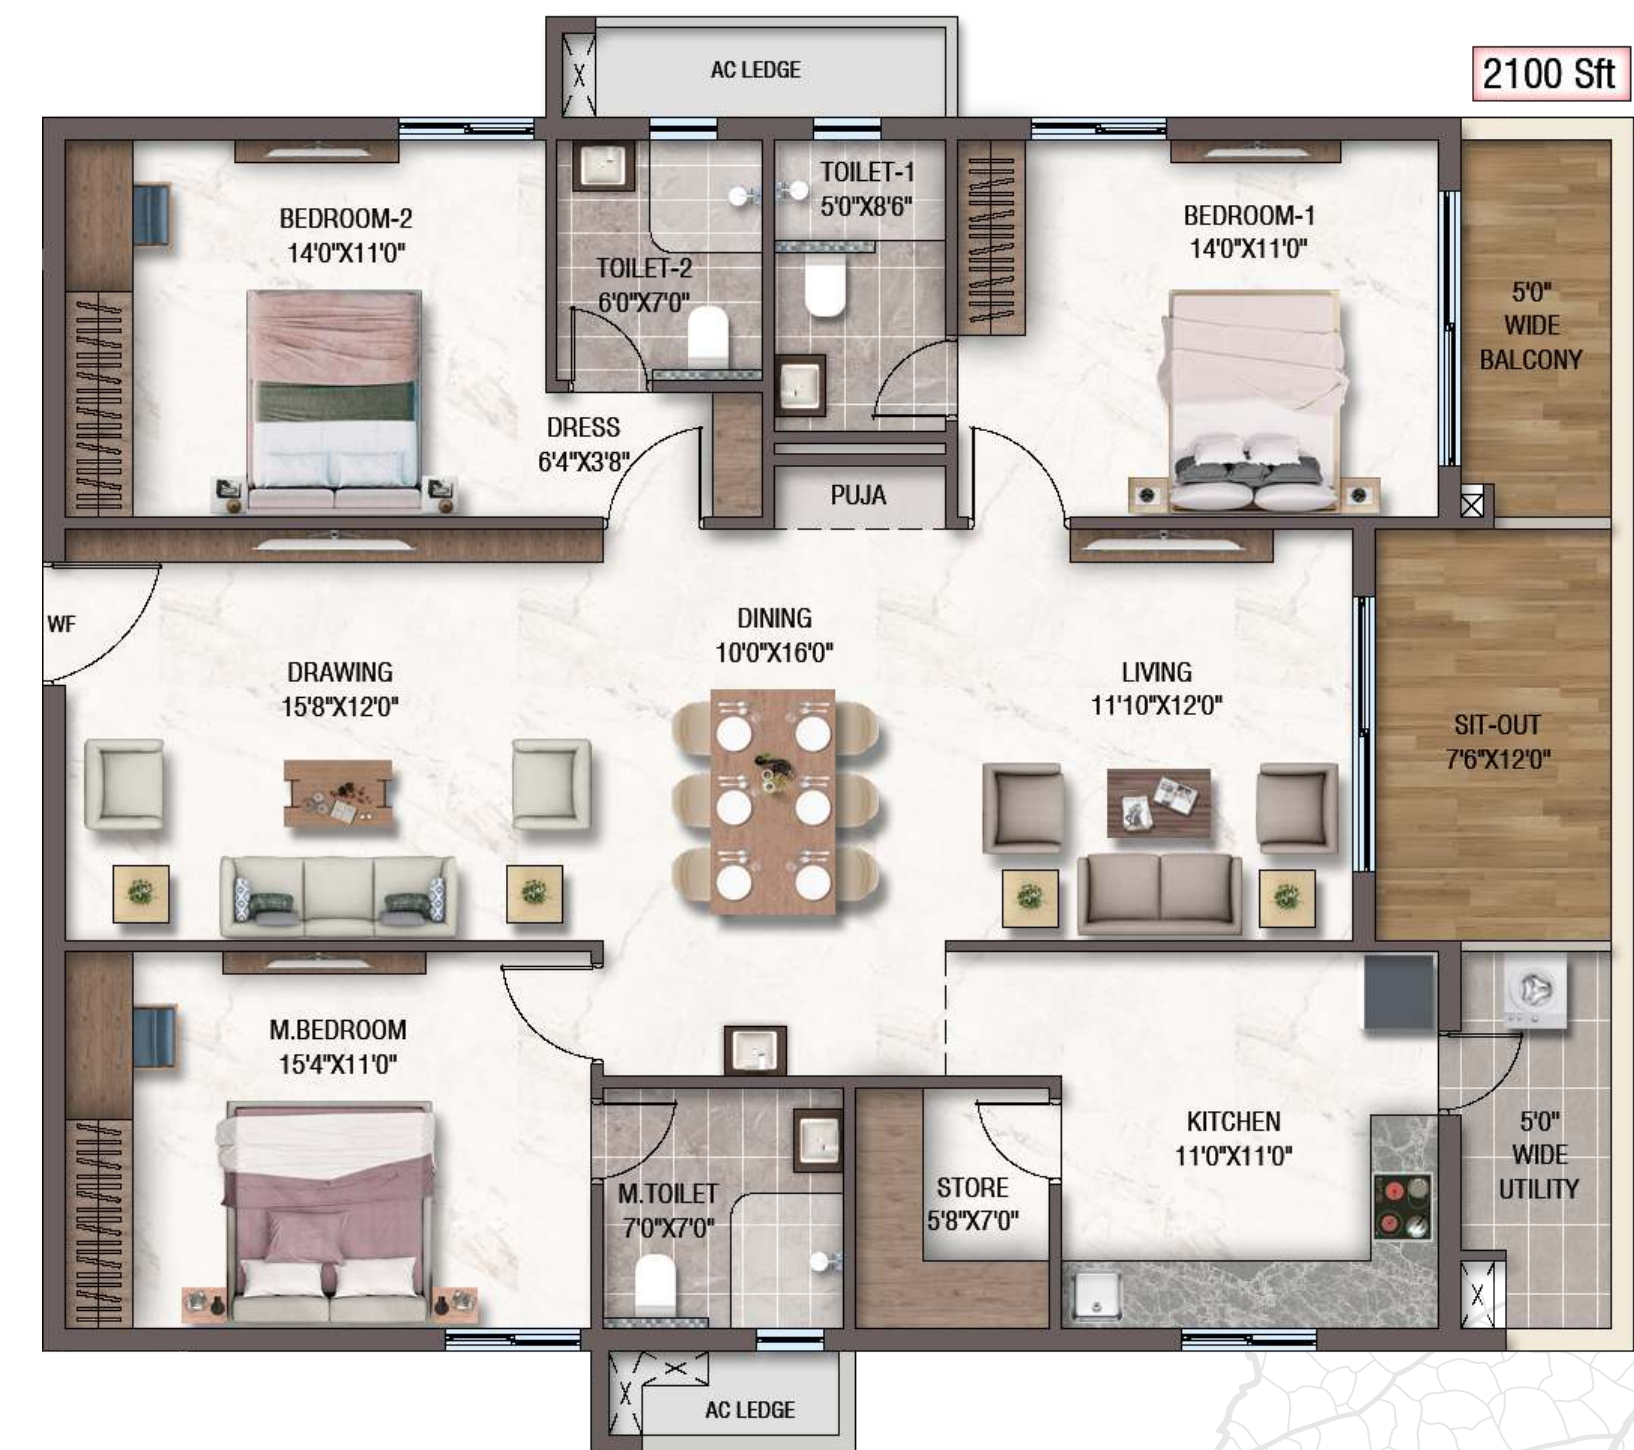 AC LEDGE
2100 Sft
TOILET-1
5'0"X8'6"
BEDROOM-2
14'0"X11'0"
BEDROOM-1
14'0"X11'0"
TOILET-2
6'0"X7'0"
5'0"
WIDE
BALCONY
DRESS
6'4"X3'8"
PUJA
WF
DINING
10'0"X16'0"
DRAWING
15'8"X12'0"
LIVING
11'10"X12'0"
SIT-OUT
7'6"X12'0"
M.BEDROOM
15'4"X11'0"
KITCHEN
11'0"X11'0"
5'0"
WIDE
UTILITY
M.TOILET
7'0"X7'0"
STORE
5'8"X7'0"
AC LEDGE